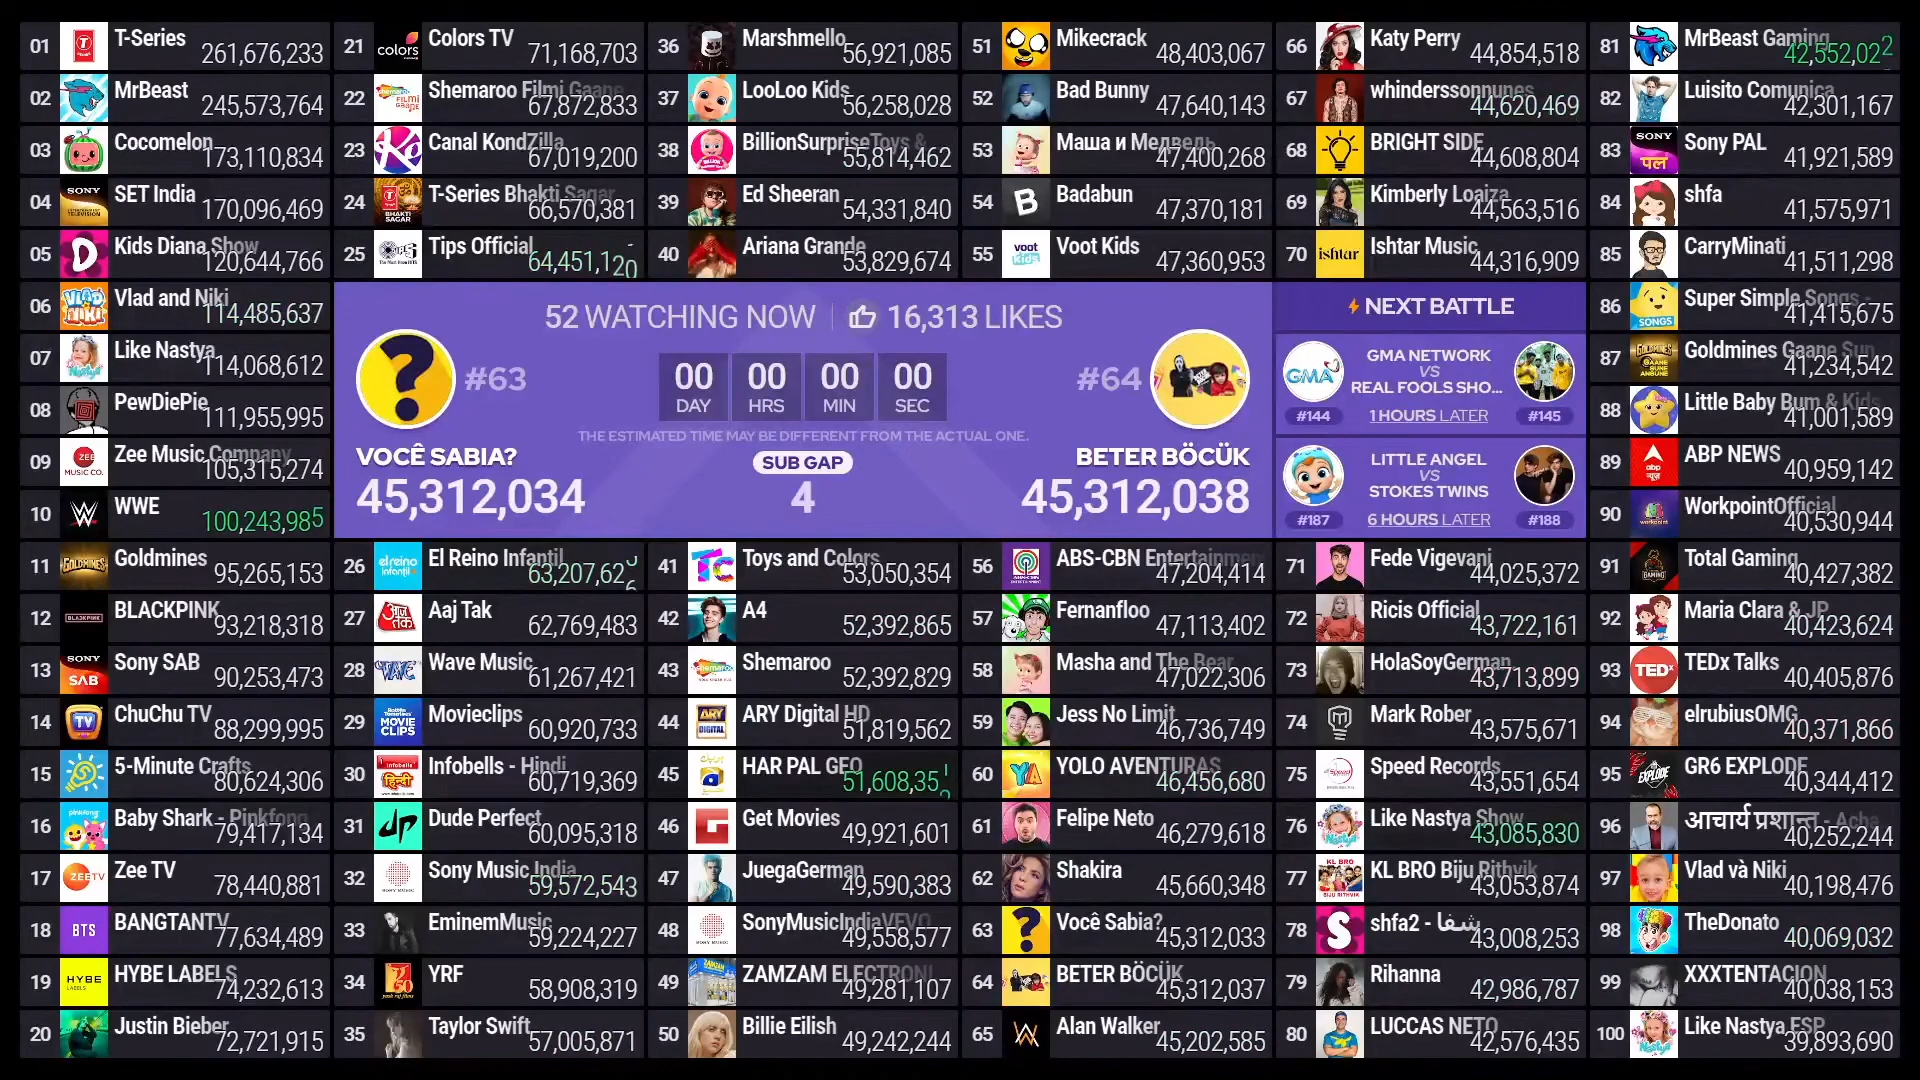 01 T-Series 261,676,233
02 MrBeast 245,573,764
03 Cocomelon 173,110,834
04 SET India 170,096,469
05 Kids Diana Show 120,644,766
06 Vlad and Niki 114,485,637
07 Like Nastya 114,068,612
08 PewDiePie 111,955,995
09 Zee Music Company 105,315,274
10 WWE 100,243,985
21 Colors TV 71,168,703
22 Shemaroo Filmi Gaane 67,872,833
23 Canal KondZilla 67,019,200
24 T-Series Bhakti Sagar 66,570,381
25 Tips Official 64,451,120
36 Marshmello 56,921,085
37 LooLoo Kids 56,258,028
38 BillionSurpriseToys & 55,814,462
39 Ed Sheeran 54,331,840
40 Ariana Grande 53,829,674
51 Mikecrack 48,403,067
52 Bad Bunny 47,640,143
53 Маша и Медведь 47,400,268
54 Badabun 47,370,181
55 Voot Kids 47,360,953
66 Katy Perry 44,854,518
67 whinderssonnunes 44,620,469
68 BRIGHT SIDE 44,608,804
69 Kimberly Loaiza 44,563,516
70 Ishtar Music 44,316,909
81 MrBeast Gaming 42,552,022
82 Luisito Comunica 42,301,167
83 Sony PAL 41,921,589
84 shfa 41,575,971
85 CarryMinati 41,511,298
86 Super Simple Songs - 41,415,675
87 Goldmines Gaane Sun 41,234,542
88 Little Baby Bum & Kids 41,001,589
89 ABP NEWS 40,959,142
90 WorkpointOfficial 40,530,944
52 WATCHING NOW 16,313 LIKES
#63
00 DAY 00 HRS 00 MIN 00 SEC
#64
THE ESTIMATED TIME MAY BE DIFFERENT FROM THE ACTUAL ONE.
VOCÊ SABIA? SUB GAP BETER BÖCÜK
45,312,034 4 45,312,038
NEXT BATTLE
GMA NETWORK
VS
REAL FOOLS SHO...
#144 1 HOURS LATER #145
LITTLE ANGEL
VS
STOKES TWINS
#187 6 HOURS LATER #188
11 Goldmines 95,265,153
12 BLACKPINK 93,218,318
13 Sony SAB 90,253,473
14 ChuChu TV 88,299,995
15 5-Minute Crafts 80,624,306
16 Baby Shark - Pinkfong 79,417,134
17 Zee TV 78,440,881
18 BANGTANTV 77,634,489
19 HYBE LABELS 74,232,613
20 Justin Bieber 72,721,915
26 El Reino Infantil 63,207,62
27 Aaj Tak 62,769,483
28 Wave Music 61,267,421
29 Movieclips 60,920,733
30 Infobells - Hindi 60,719,369
31 Dude Perfect 60,095,318
32 Sony Music India 59,572,543
33 EminemMusic 59,224,227
34 YRF 58,908,319
35 Taylor Swift 57,005,871
41 Toys and Colors 53,050,354
42 A4 52,392,865
43 Shemaroo 52,392,829
44 ARY Digital HD 51,819,562
45 HAR PAL GEO 51,608,35
46 Get Movies 49,921,601
47 JuegaGerman 49,590,383
48 SonyMusicIndiaVEVO 49,558,577
49 ZAMZAM ELECTRONI 49,281,107
50 Billie Eilish 49,242,244
56 ABS-CBN Entertainmen 47,204,414
57 Fernanfloo 47,113,402
58 Masha and The Bear 47,022,306
59 Jess No Limit 46,736,749
60 YOLO AVENTURAS 46,456,680
61 Felipe Neto 46,279,618
62 Shakira 45,660,348
63 Você Sabia? 45,312,033
64 BETER BÖCÜK 45,312,037
65 Alan Walker 45,202,585
71 Fede Vigevani 44,025,372
72 Ricis Official 43,722,161
73 HolaSoyGerman. 43,713,899
74 Mark Rober 43,575,671
75 Speed Records 43,551,654
76 Like Nastya Show 43,085,830
77 KL BRO Biju Rithvik 43,053,874
78 shfa2 - شفا 43,008,253
79 Rihanna 42,986,787
80 LUCCAS NETO 42,576,435
91 Total Gaming 40,427,382
92 Maria Clara & JP 40,423,624
93 TEDx Talks 40,405,876
94 elrubiusOMG 40,371,866
95 GR6 EXPLODE 40,344,412
96 आचार्य प्रशान्त - Acha 40,252,244
97 Vlad và Niki 40,198,476
98 TheDonato 40,069,032
99 XXXTENTACION 40,038,153
100 Like Nastya ESP 39,893,690